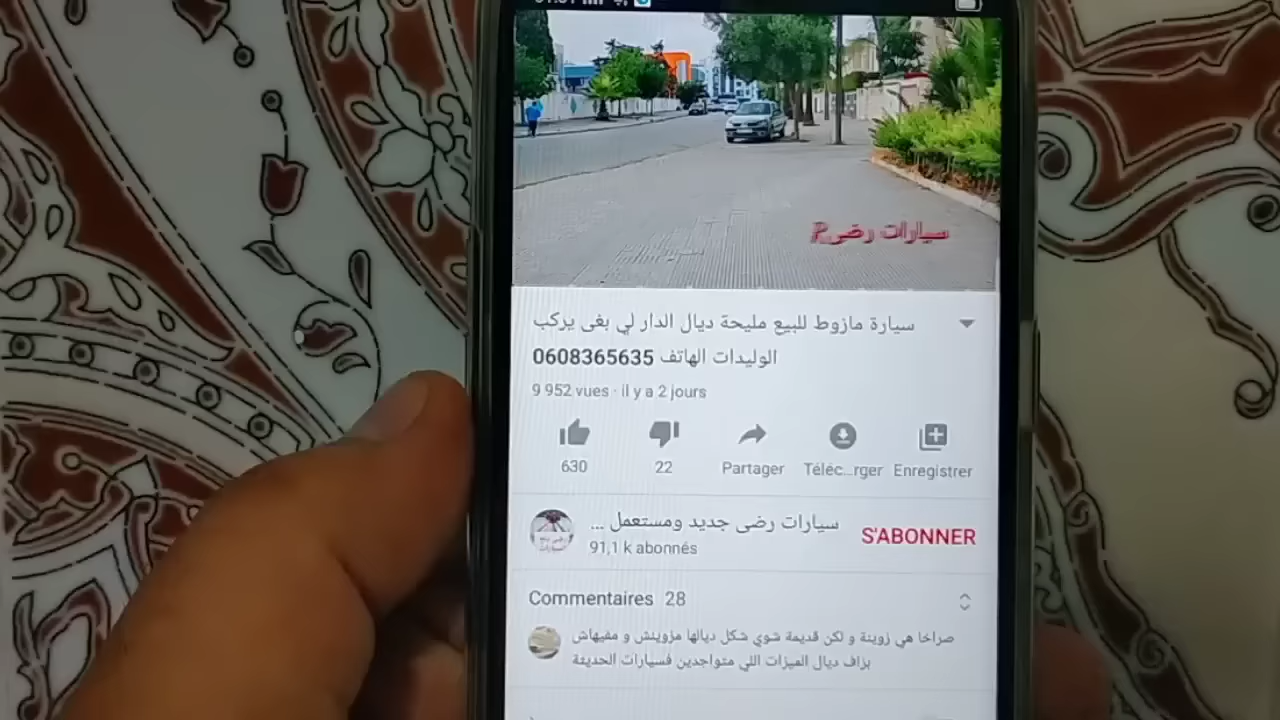 سيارات رضىP
سيارة مازوط للبيع مليحة ديال الدار لي بغى يركب
الوليدات الهاتف 0608365635
9 952 vues · il y a 2 jours
630
22
Partager
Téléc...rger
Enregistrer
سيارات رضى جديد ومستعمل ...
91,1 k abonnés
S'ABONNER
Commentaires 28
صراحا هي زوينة و لكن قديمة شوي شكل ديالها مزوينش و مفيهاش
بزاف ديال الميزات اللي متواجدين فسيارات الحديثة